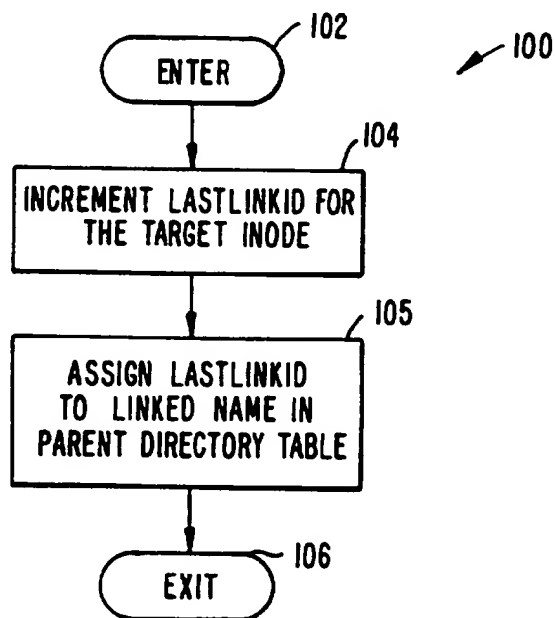 102
100
ENTER
104
INCREMENT LASTLINKID FOR
THE TARGET INODE
105
ASSIGN LASTLINKID
TO LINKED NAME IN
PARENT DIRECTORY TABLE
106
EXIT